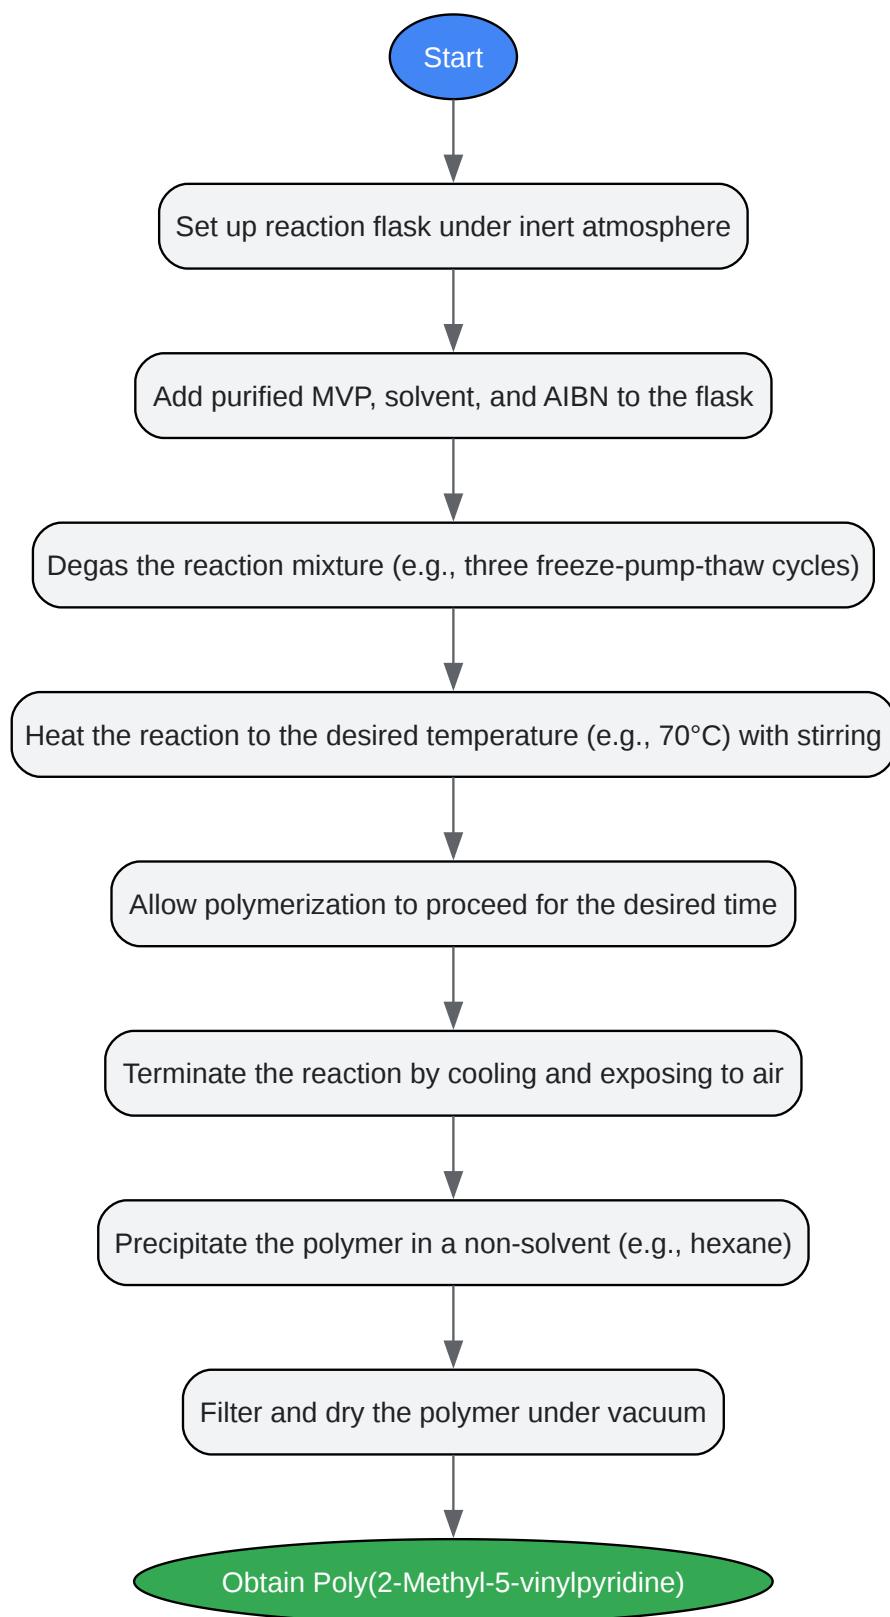 Start
Set up reaction flask under inert atmosphere
Add purified MVP, solvent, and AIBN to the flask
Degas the reaction mixture (e.g., three freeze-pump-thaw cycles)
Heat the reaction to the desired temperature (e.g., 70°C) with stirring
Allow polymerization to proceed for the desired time
Terminate the reaction by cooling and exposing to air
Precipitate the polymer in a non-solvent (e.g., hexane)
Filter and dry the polymer under vacuum
Obtain Poly(2-Methyl-5-vinylpyridine)